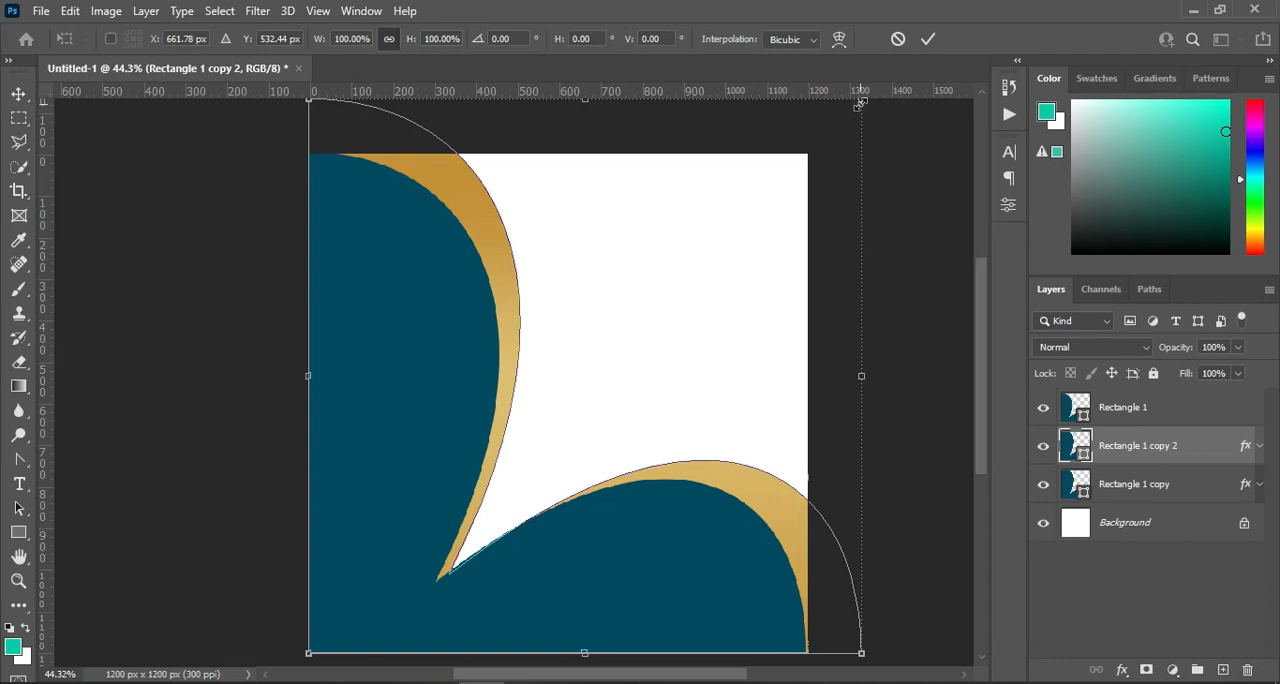 Ps File Edit Image Layer Type Select Filter 3D View Window Help
X: 661.78 px Y: 532.44 px W: 100.00% H: 100.00% 0.00 ° H: 0.00 ° V: 0.00 ° Interpolation: Bicubic
Untitled-1 @ 44.3% (Rectangle 1 copy 2, RGB/8) * ×
Color Swatches Gradients Patterns
600 500 400 300 200 100 0 100 200 300 400 500 600 700 800 900 1000 1100 1200 1300 1400 1500
Layers Channels Paths
Kind
Normal Opacity: 100%
Lock: Fill: 100%
Rectangle 1
Rectangle 1 copy 2 fx
Rectangle 1 copy fx
Background
44.32% 1200 px x 1200 px (300 ppi)
fx